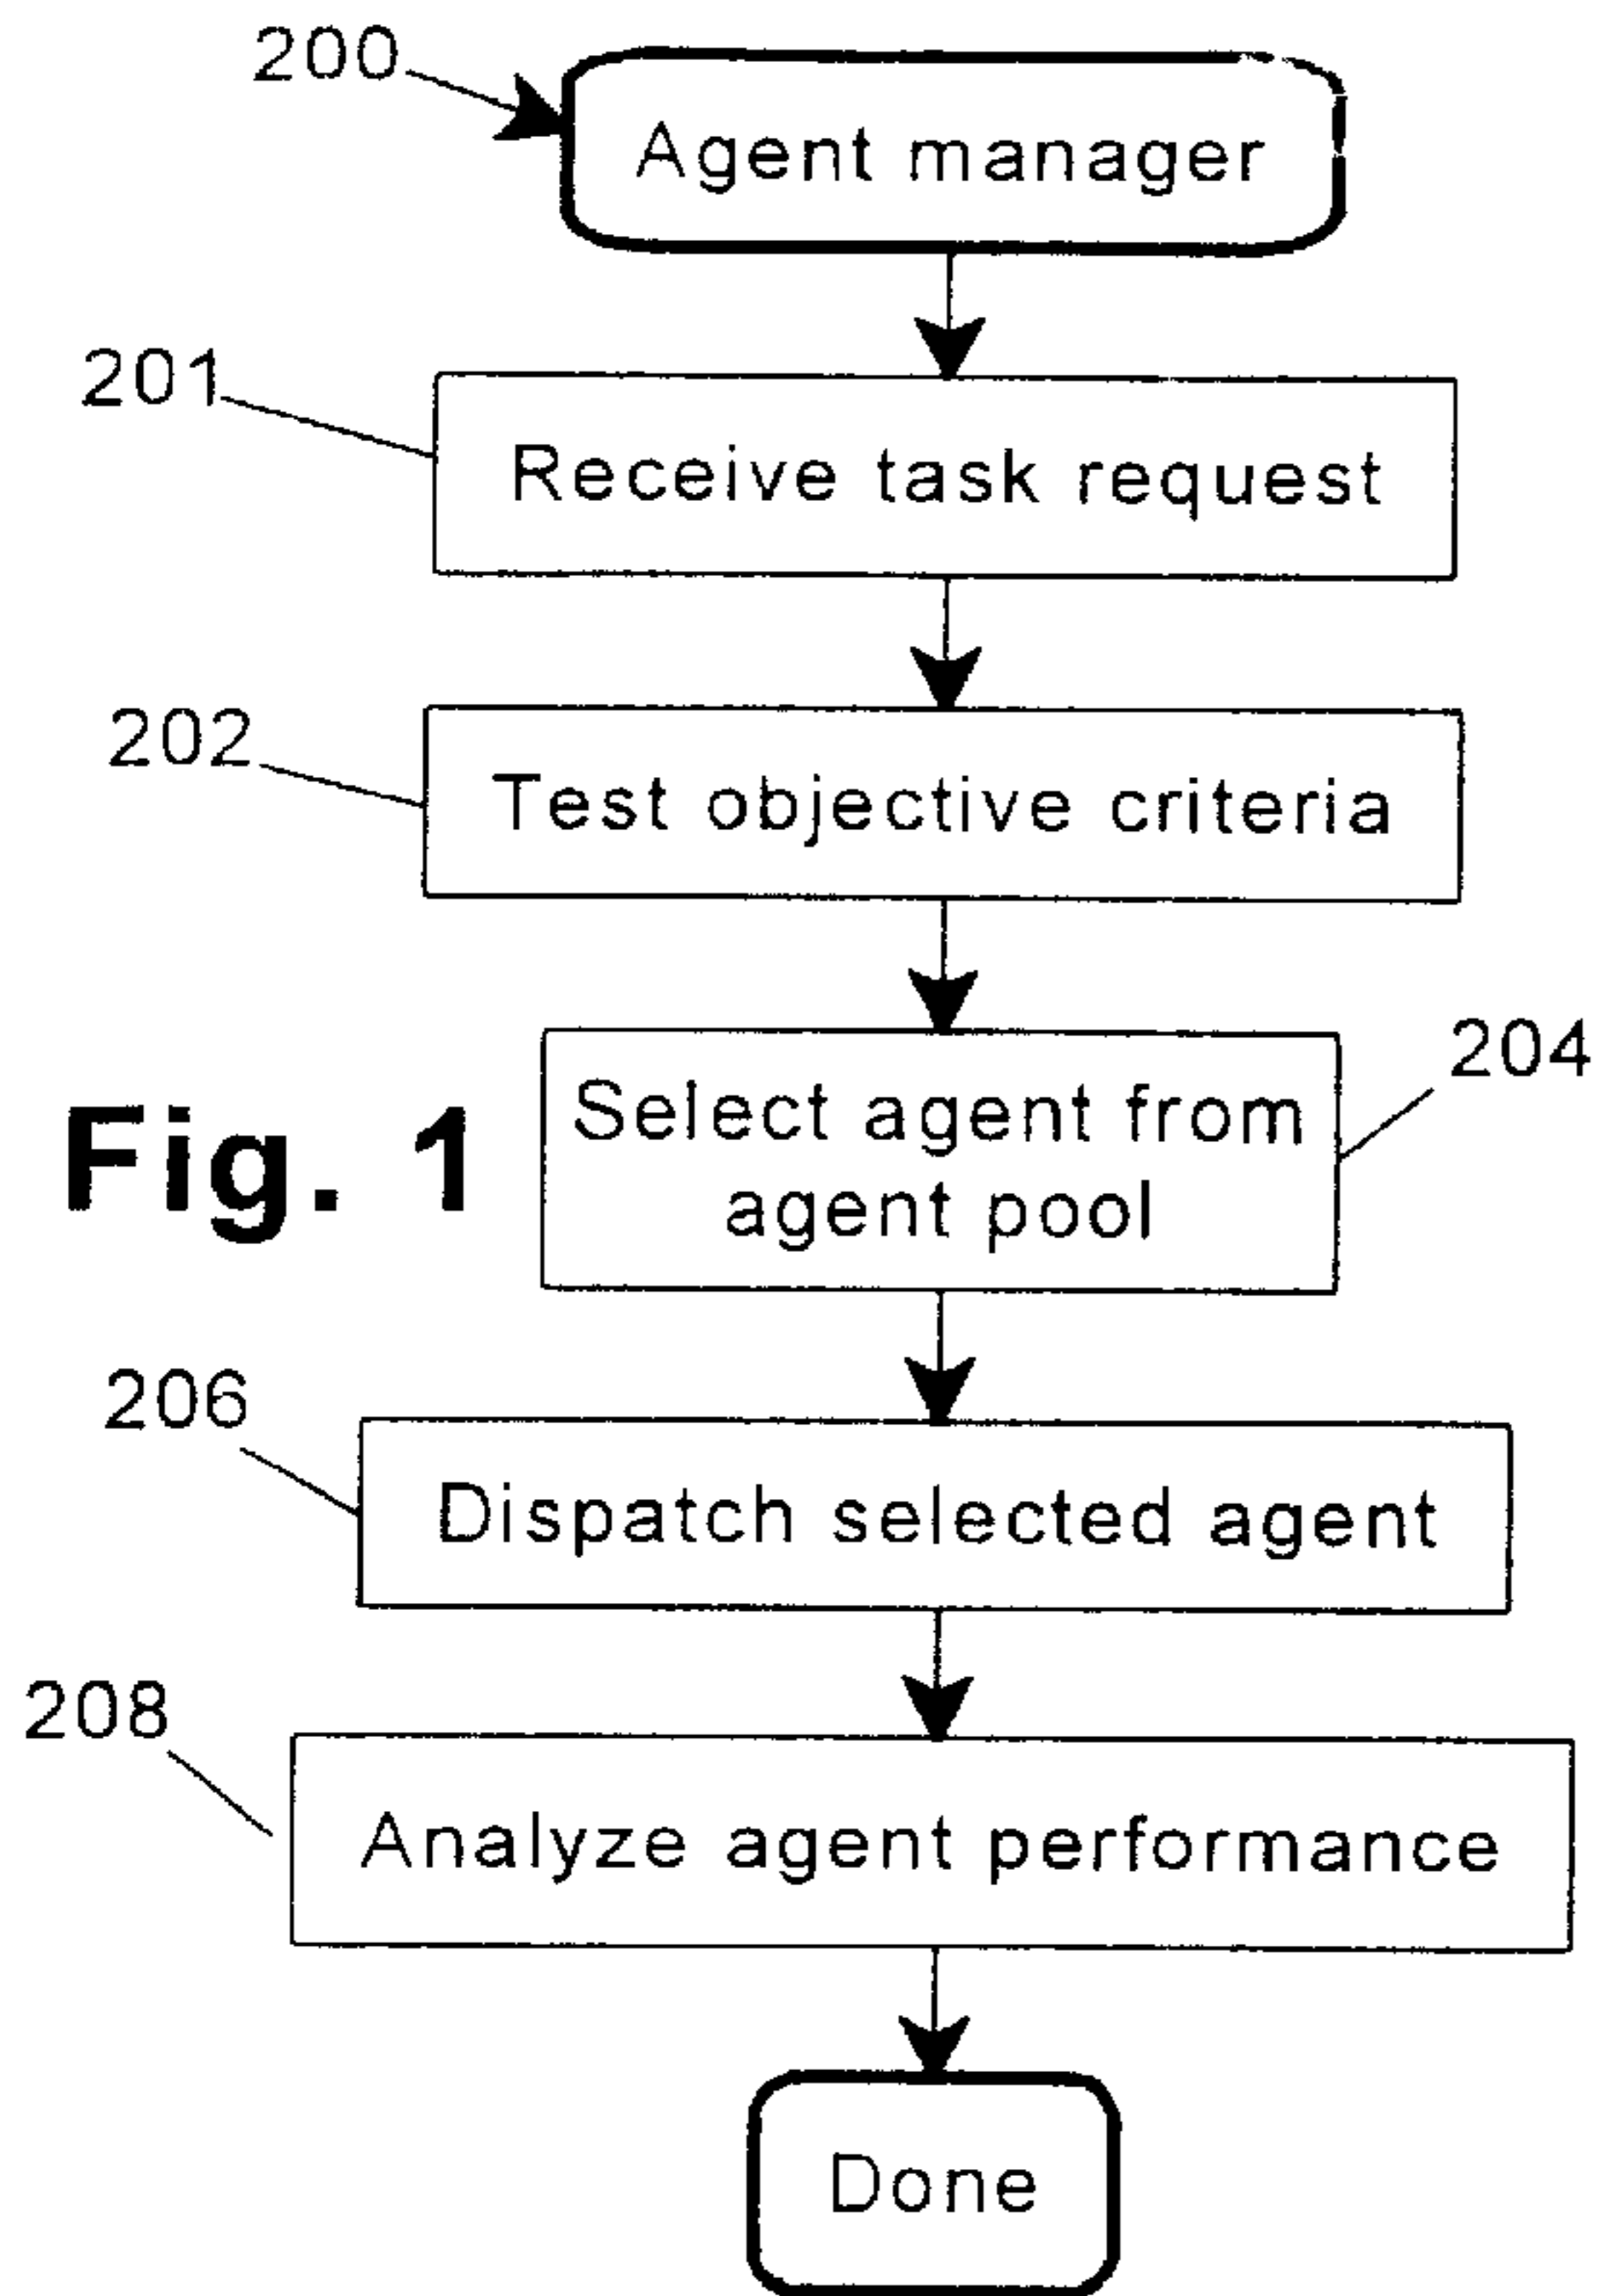 200
Agent manager
201
Receive task request
202
Test objective criteria
204
Select agent from
agent pool
Fig. 1
206
Dispatch selected agent
208
Analyze agent performance
Done